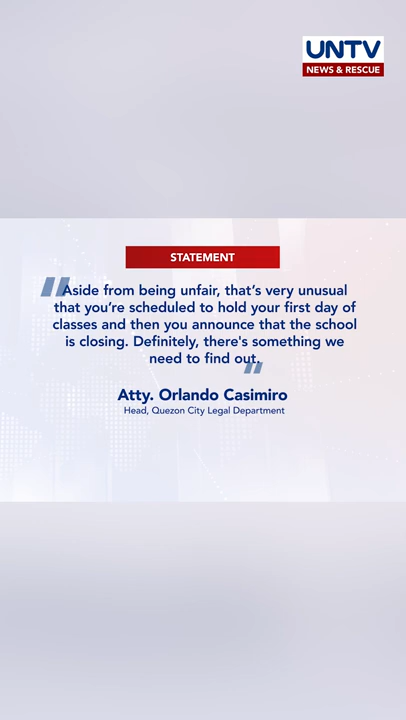 UNTV
NEWS & RESCUE
STATEMENT
"Aside from being unfair, that's very unusual
that you're scheduled to hold your first day of
classes and then you announce that the school
is closing. Definitely, there's something we
need to find out."
Atty. Orlando Casimiro
Head, Quezon City Legal Department